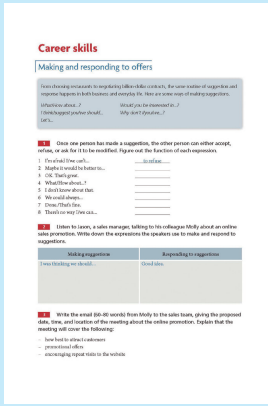 Career skills
Making and responding to offers
From choosing restaurants to negotiating billion-dollar contracts, the same routine of suggestion and
response happens in both business and everyday life. Here are some ways of making suggestions.
What/How about...? Would you be interested in...?
I think/suggest you/we should... Why don't if you/we...?
Let's...
1 Once one person has made a suggestion, the other person can either accept,
refuse, or ask for it to be modified. Figure out the function of each expression.
1 I'm afraid I/we can't... to refuse
2 Maybe it would be better to...
3 OK. That's great.
4 What/How about...?
5 I don't know about that.
6 We could always...
7 Done./That's fine.
8 There's no way I/we can...
2 Listen to Jason, a sales manager, talking to his colleague Molly about an online
sales promotion. Write down the expressions the speakers use to make and respond to
suggestions.
Making suggestions Responding to suggestions
I was thinking we should... Good idea.
3 Write the email (60-80 words) from Molly to the sales team, giving the proposed
date, time, and location of the meeting about the online promotion. Explain that the
meeting will cover the following:
– how best to attract customers
– promotional offers
– encouraging repeat visits to the website